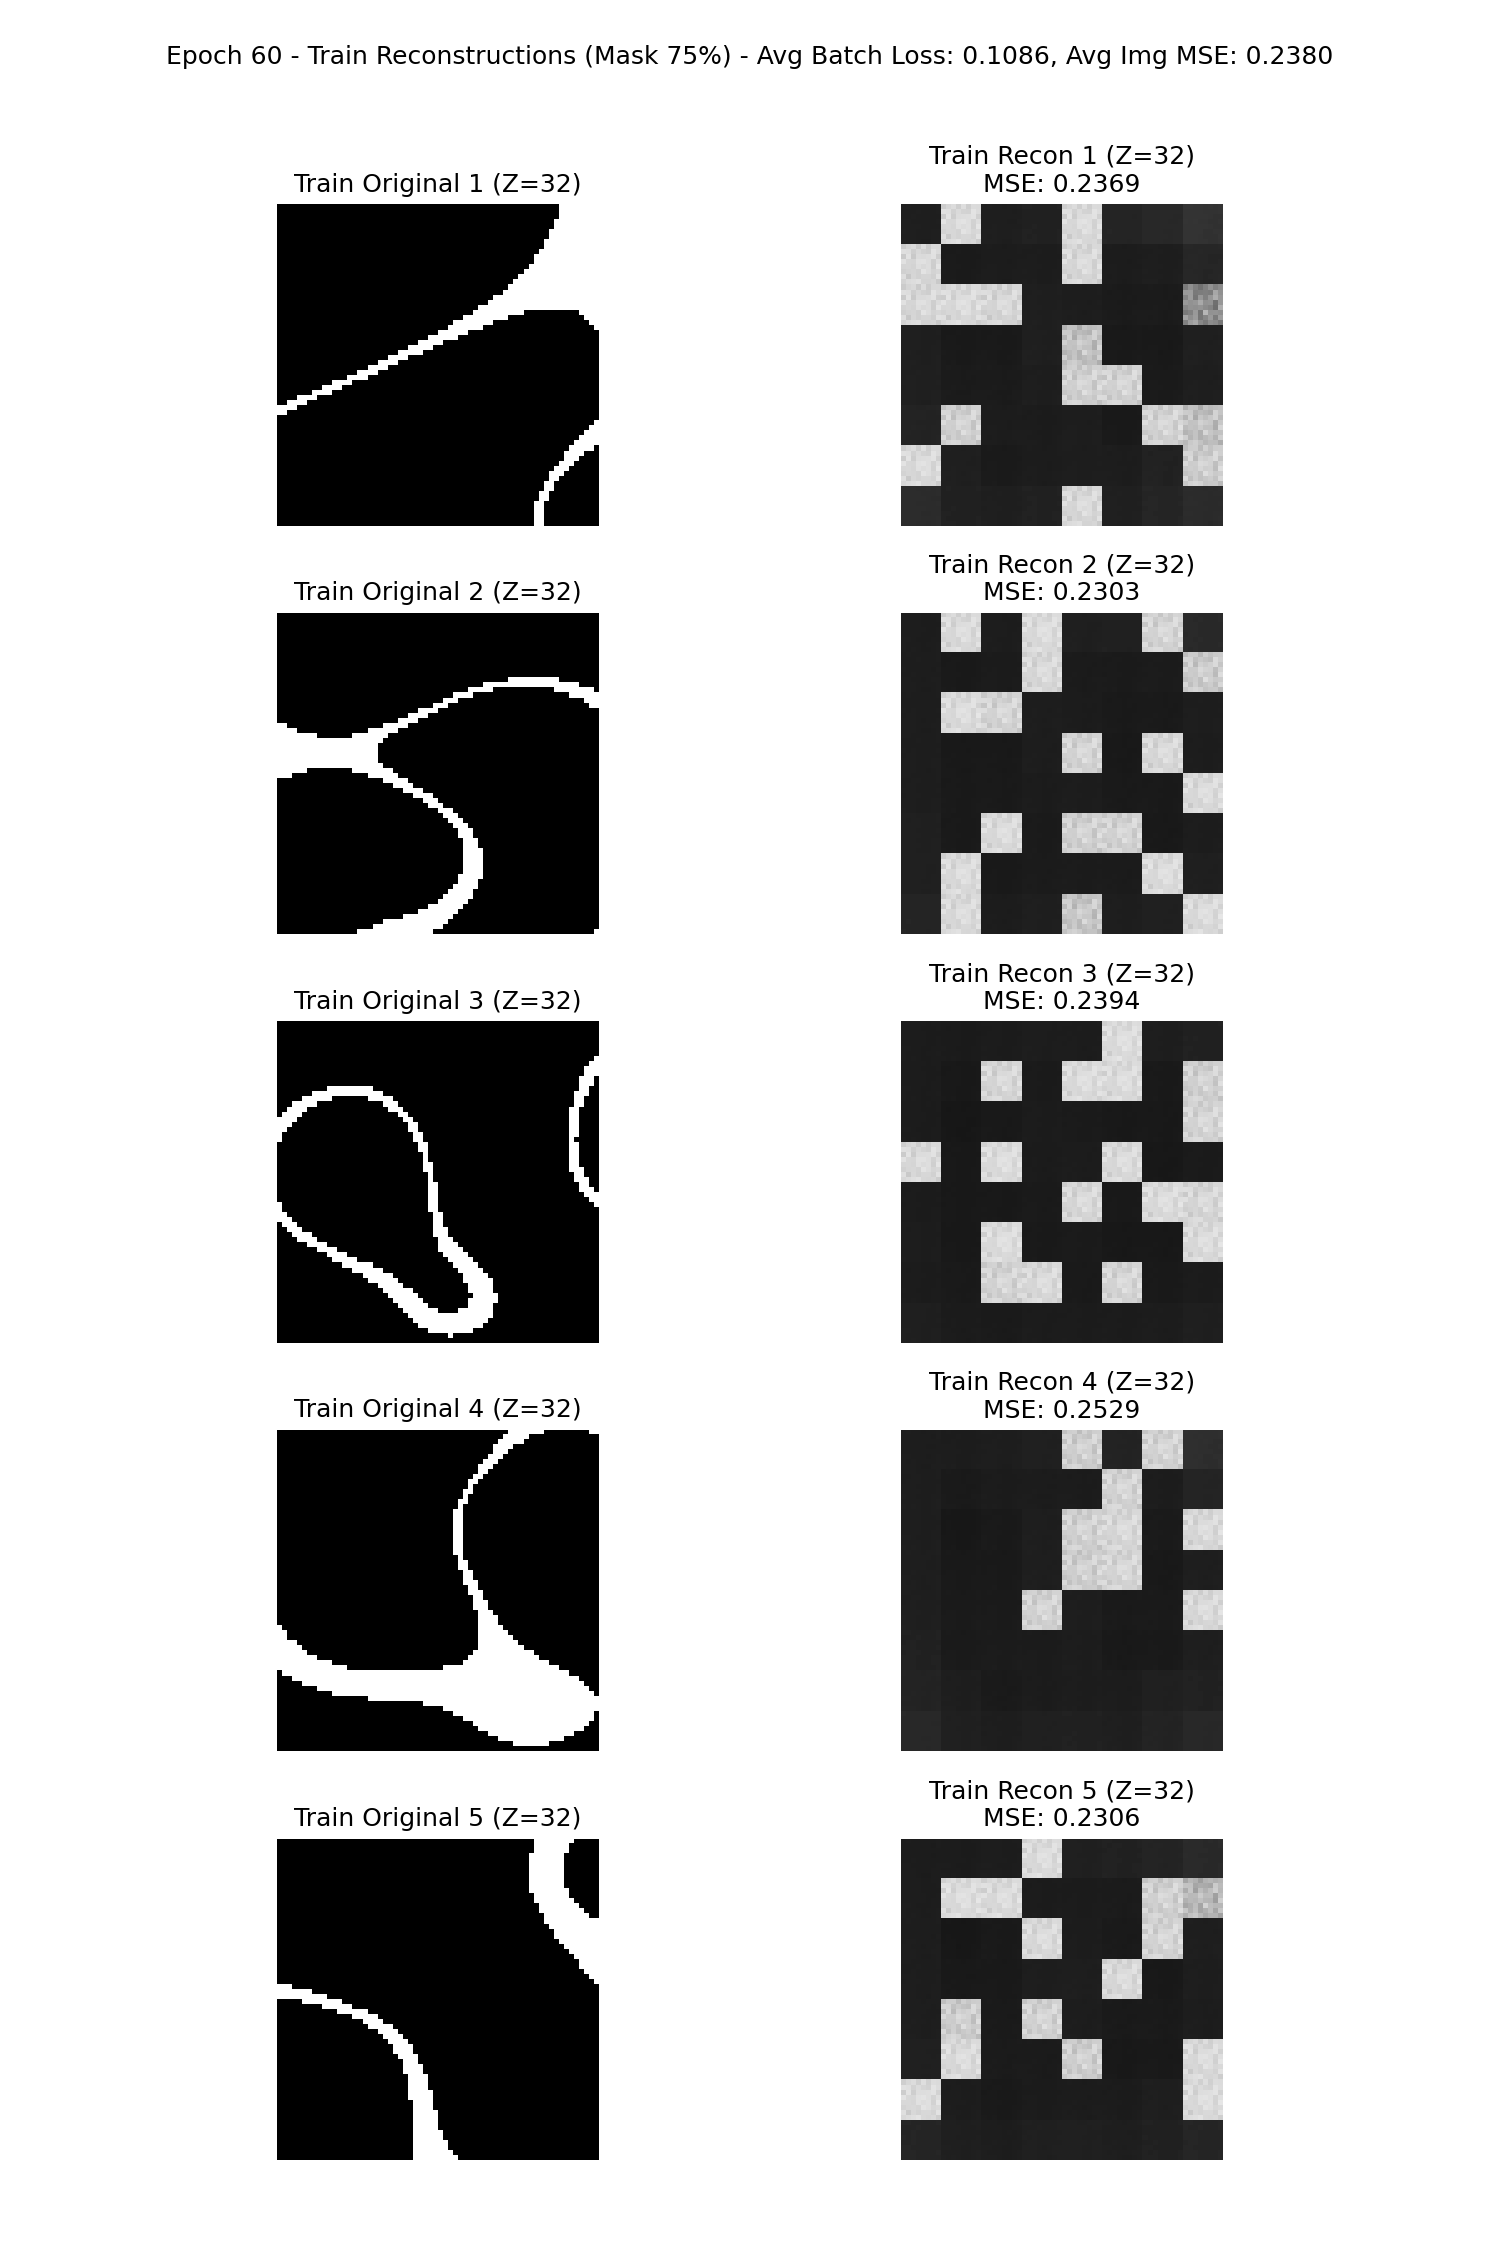 Epoch 60 - Train Reconstructions (Mask 75%) - Avg Batch Loss: 0.1086, Avg Img MSE: 0.2380
Train Original 1 (Z=32)
Train Recon 1 (Z=32)
MSE: 0.2369
Train Original 2 (Z=32)
Train Recon 2 (Z=32)
MSE: 0.2303
Train Original 3 (Z=32)
Train Recon 3 (Z=32)
MSE: 0.2394
Train Original 4 (Z=32)
Train Recon 4 (Z=32)
MSE: 0.2529
Train Original 5 (Z=32)
Train Recon 5 (Z=32)
MSE: 0.2306